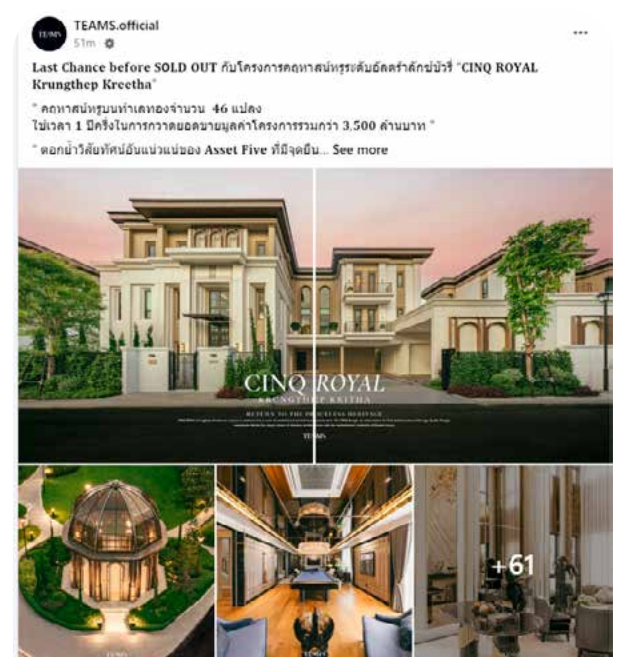 TEAMS
TEAMS.official
51m
Last Chance before SOLD OUT กับโครงการคฤหาสน์หรูระดับอัลตร้าลักซ์ชัวรี่ "CINQ ROYAL
Krungthep Kreetha"
" คฤหาสน์หรูบนทำเลทองจำนวน 46 แปลง
ใช่เวลา 1 ปีครึ่งในการกวาดยอดขายมูลค่าโครงการรวมกว่า 3,500 ล้านบาท "
" ตอกย้ำวิสัยทัศน์อันแน่วแน่ของ Asset Five ที่มีจุดยืน... See more
CINQ ROYAL
KRUNGTHEP KRITHA
RETURN TO THE PRICELESS HERITAGE
TEAMS
+61
TEAMS
TEAMS